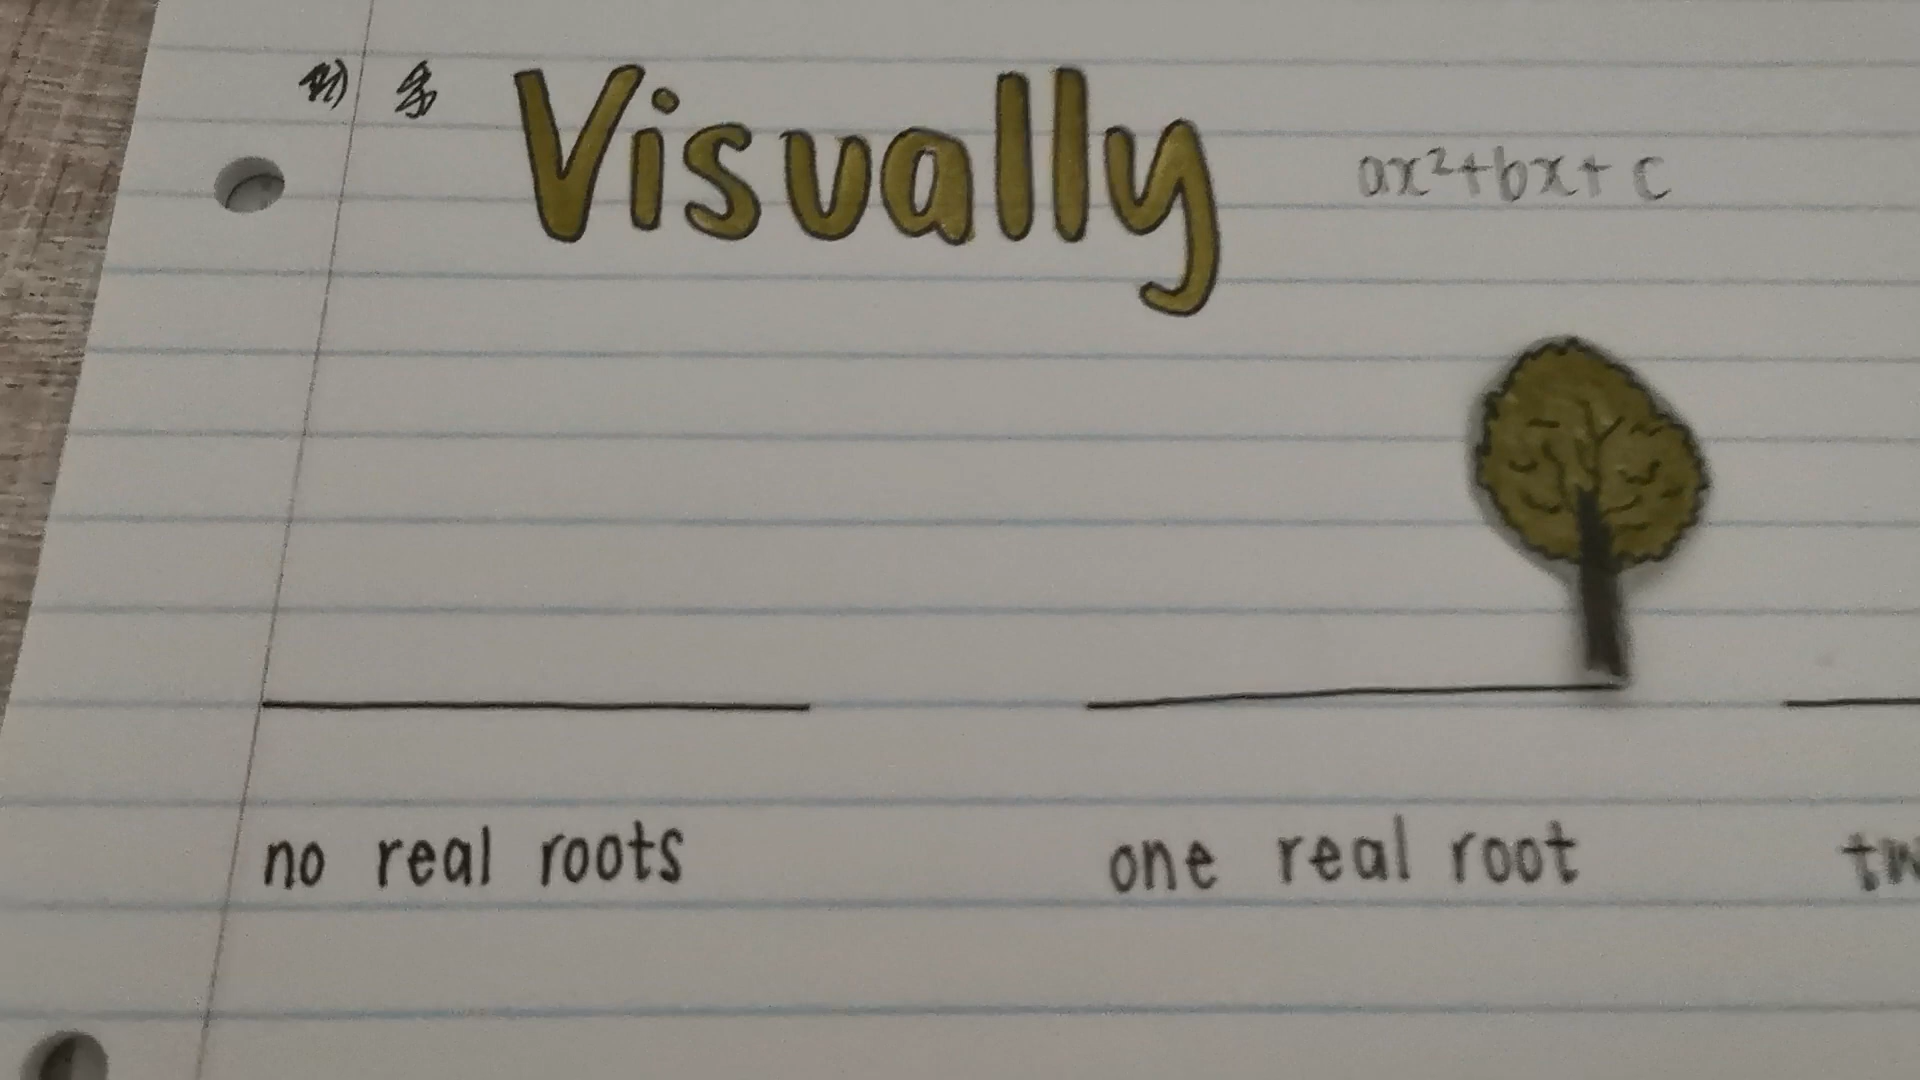 Visually
ax²+bx+c
no real roots
one real root